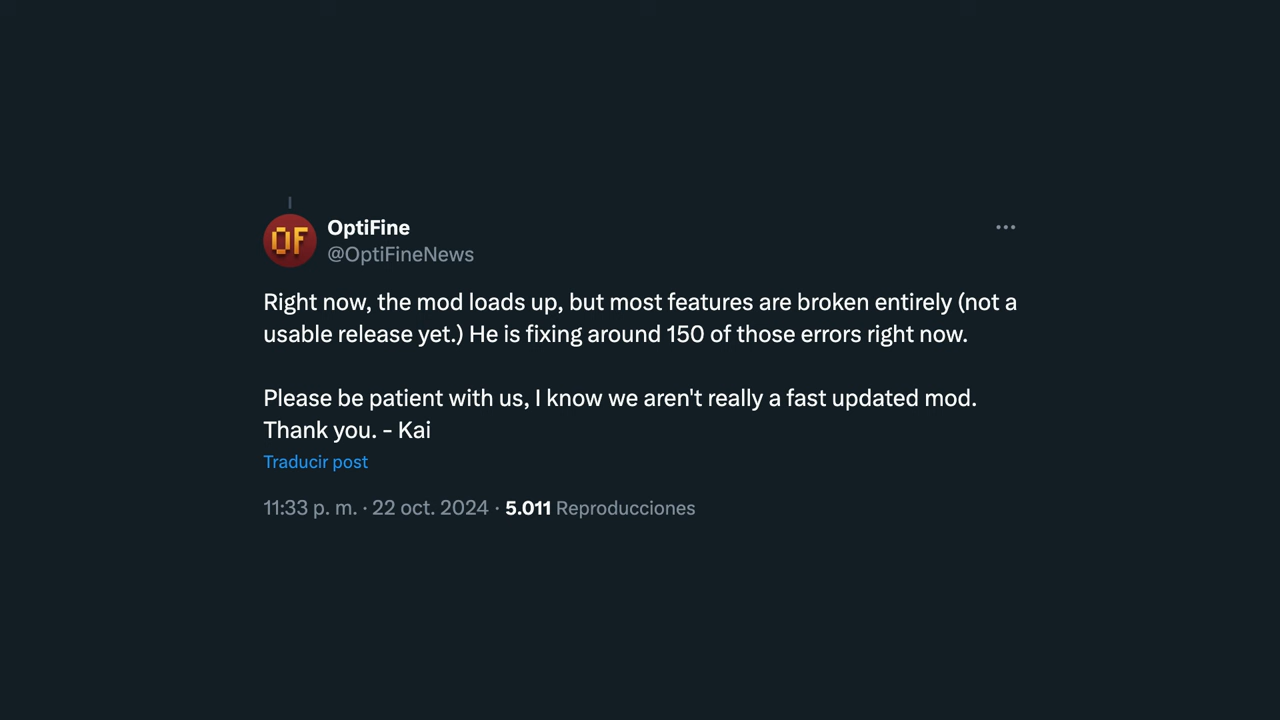 OF
OptiFine
@OptiFineNews
Right now, the mod loads up, but most features are broken entirely (not a
usable release yet.) He is fixing around 150 of those errors right now.
Please be patient with us, I know we aren't really a fast updated mod.
Thank you. - Kai
Traducir post
11:33 p. m. · 22 oct. 2024 · 5.011 Reproducciones